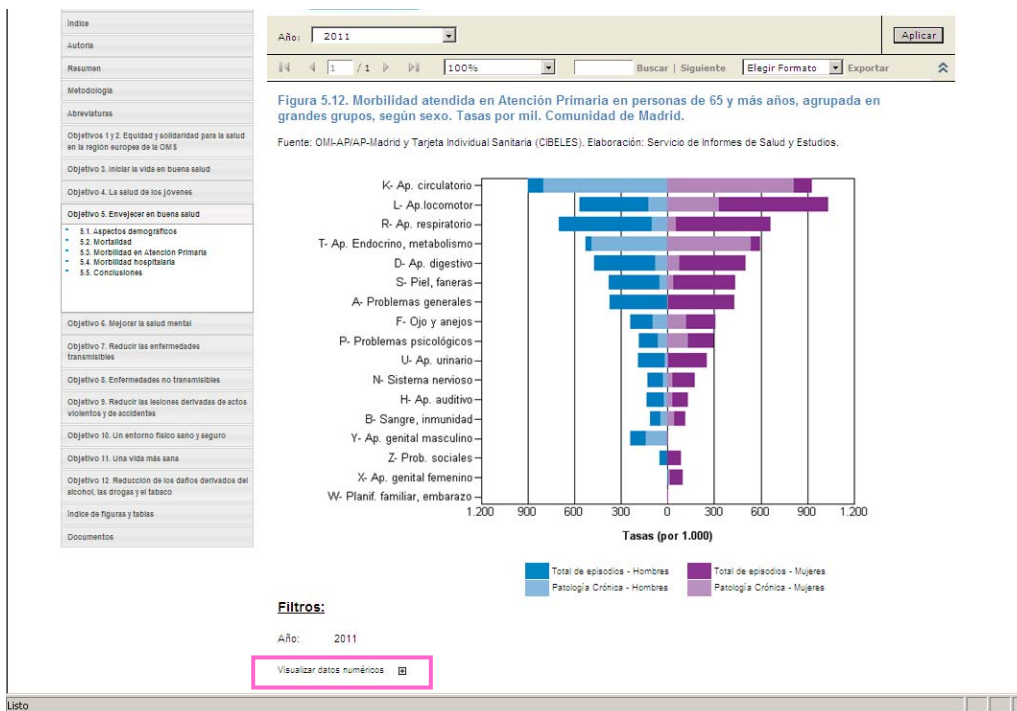 Indice
Autoría
Resumen
Metodología
Abreviaturas
Objetivos 1 y 2. Equidad y solidaridad para la salud
en la región europea de la OMS
Objetivo 3. Iniciar la vida en buena salud
Objetivo 4. La salud de los jóvenes
Objetivo 5. Envejecer en buena salud
5.1. Aspectos demográficos
5.2. Mortalidad
5.3. Morbilidad en Atención Primaria
5.4. Morbilidad hospitalaria
5.5. Conclusiones
Objetivo 6. Mejorar la salud mental
Objetivo 7. Reducir las enfermedades
transmisibles
Objetivo 8. Enfermedades no transmisibles
Objetivo 9. Reducir las lesiones derivadas de actos
violentos y de accidentes
Objetivo 10. Un entorno físico sano y seguro
Objetivo 11. Una vida más sana
Objetivo 12. Reducción de los daños derivados del
alcohol, las drogas y el tabaco
Indice de figuras y tablas
Documentos
Año: 2011 Aplicar
1 / 1 100% Buscar | Siguiente Elegir Formato Exportar
Figura 5.12. Morbilidad atendida en Atención Primaria en personas de 65 y más años, agrupada en
grandes grupos, según sexo. Tasas por mil. Comunidad de Madrid.
Fuente: OMI-AP/AP-Madrid y Tarjeta Individual Sanitaria (CIBELES). Elaboración: Servicio de Informes de Salud y Estudios.
K- Ap. circulatorio
L- Ap.locomotor
R- Ap. respiratorio
T- Ap. Endocrino, metabolismo
D- Ap. digestivo
S- Piel, faneras
A- Problemas generales
F- Ojo y anejos
P- Problemas psicológicos
U- Ap. urinario
N- Sistema nervioso
H- Ap. auditivo
B- Sangre, inmunidad
Y- Ap. genital masculino
Z- Prob. sociales
X- Ap. genital femenino
W- Planif. familiar, embarazo
1.200 900 600 300 0 300 600 900 1.200
Tasas (por 1.000)
Total de episodios - Hombres Total de episodios - Mujeres
Patología Crónica - Hombres Patología Crónica - Mujeres
Filtros:
Año: 2011
Visualizar datos numéricos
Listo